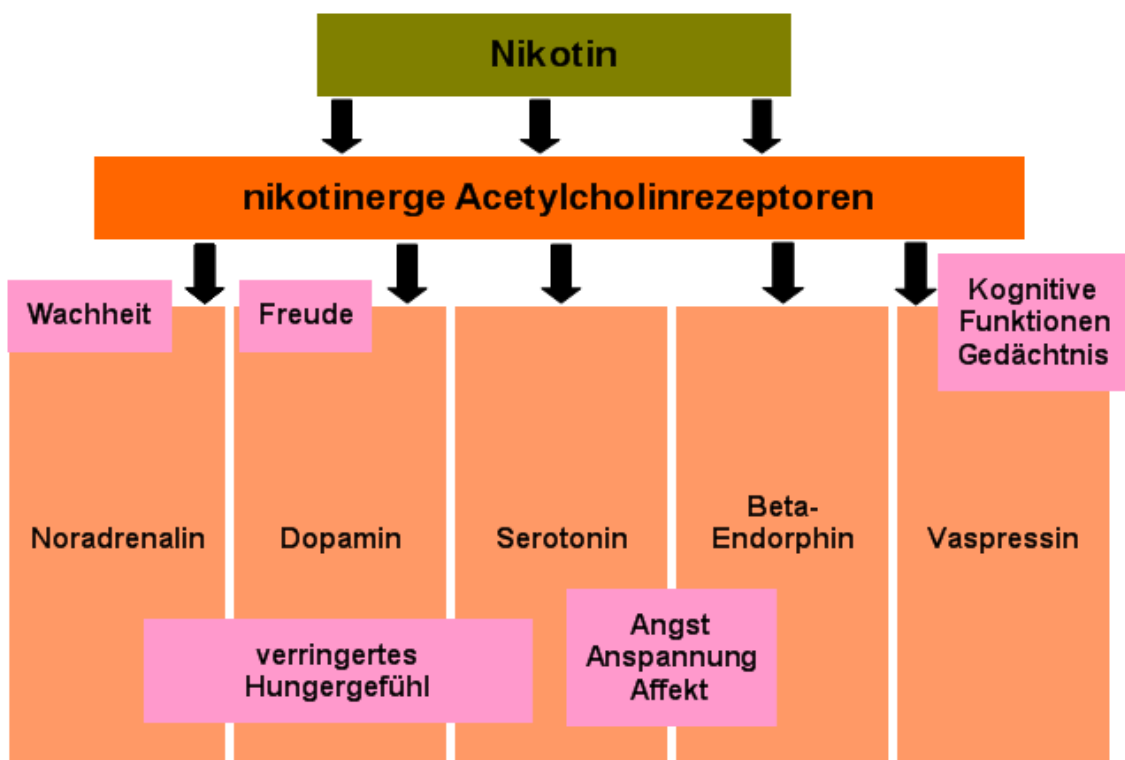 Nikotin
nikotinerge Acetylcholinrezeptoren
Wachheit
Freude
Kognitive
Funktionen
Gedächtnis
Noradrenalin
Dopamin
Serotonin
Beta-
Endorphin
Vaspressin
verringertes
Hungergefühl
Angst
Anspannung
Affekt